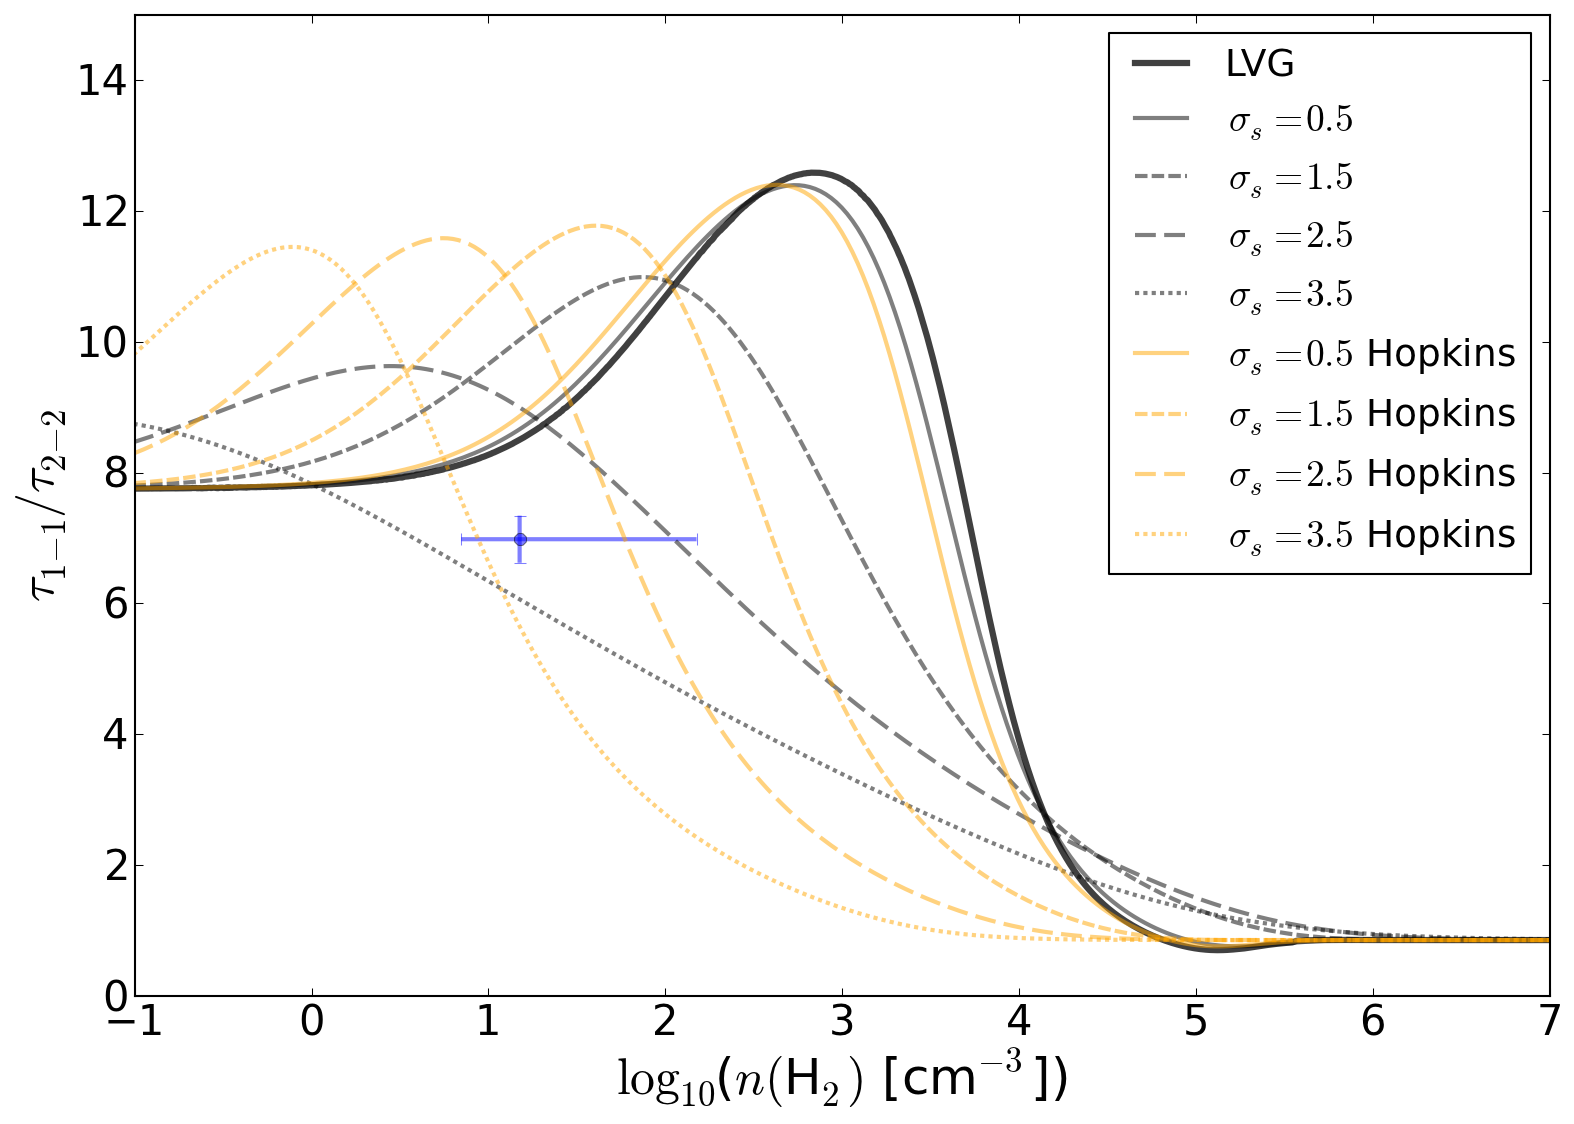 14
12
10
8
6
4
2
0
−1 0 1 2 3 4 5 6 7
τ₁₋₁/τ₂₋₂
log₁₀(n(H₂) [cm⁻³])
LVG
σₛ =0.5
σₛ =1.5
σₛ =2.5
σₛ =3.5
σₛ =0.5 Hopkins
σₛ =1.5 Hopkins
σₛ =2.5 Hopkins
σₛ =3.5 Hopkins